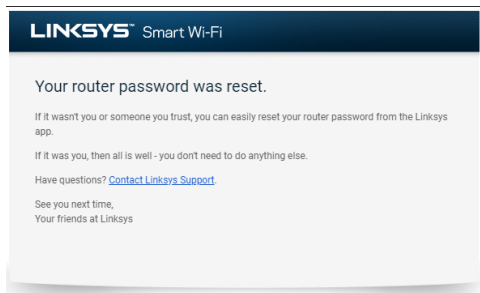 LINKSYS™ Smart Wi-Fi
Your router password was reset.
If it wasn't you or someone you trust, you can easily reset your router password from the Linksys
app.
If it was you, then all is well - you don't need to do anything else.
Have questions? Contact Linksys Support.
See you next time,
Your friends at Linksys